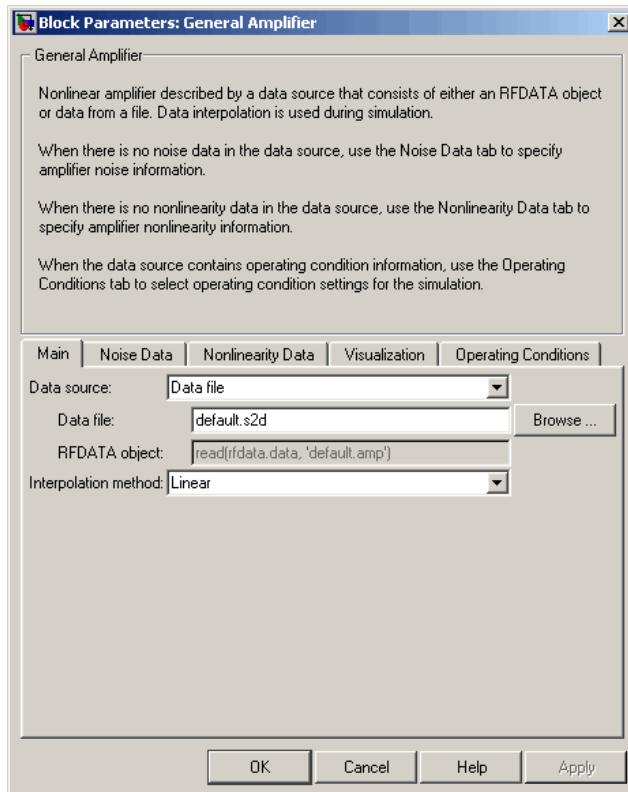 Block Parameters: General Amplifier
General Amplifier
Nonlinear amplifier described by a data source that consists of either an RFDATA object
or data from a file. Data interpolation is used during simulation.
When there is no noise data in the data source, use the Noise Data tab to specify
amplifier noise information.
When there is no nonlinearity data in the data source, use the Nonlinearity Data tab to
specify amplifier nonlinearity information.
When the data source contains operating condition information, use the Operating
Conditions tab to select operating condition settings for the simulation.
Main Noise Data Nonlinearity Data Visualization Operating Conditions
Data source: Data file
Data file: default.s2d Browse ...
RFDATA object: read(rfdata.data, 'default.amp')
Interpolation method: Linear
OK Cancel Help Apply